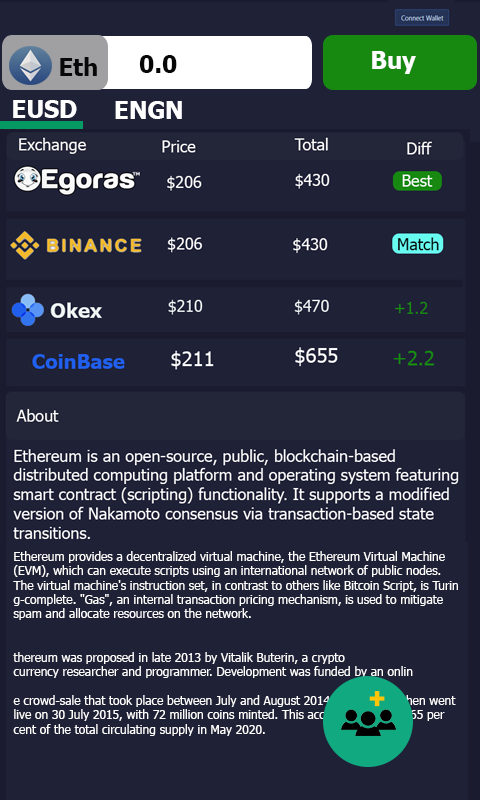 Connect Wallet
Eth 0.0 Buy
EUSD ENGN
Exchange Price Total Diff
Egoras™ $206 $430 Best
BINANCE $206 $430 Match
Okex $210 $470 +1.2
CoinBase $211 $655 +2.2
About
Ethereum is an open-source, public, blockchain-based
distributed computing platform and operating system featuring
smart contract (scripting) functionality. It supports a modified
version of Nakamoto consensus via transaction-based state
transitions.
Ethereum provides a decentralized virtual machine, the Ethereum Virtual Machine
(EVM), which can execute scripts using an international network of public nodes.
The virtual machine's instruction set, in contrast to others like Bitcoin Script, is Turin
g-complete. "Gas", an internal transaction pricing mechanism, is used to mitigate
spam and allocate resources on the network.
thereum was proposed in late 2013 by Vitalik Buterin, a crypto
currency researcher and programmer. Development was funded by an onlin
e crowd-sale that took place between July and August 2014 then went
live on 30 July 2015, with 72 million coins minted. This 65 per
cent of the total circulating supply in May 2020.